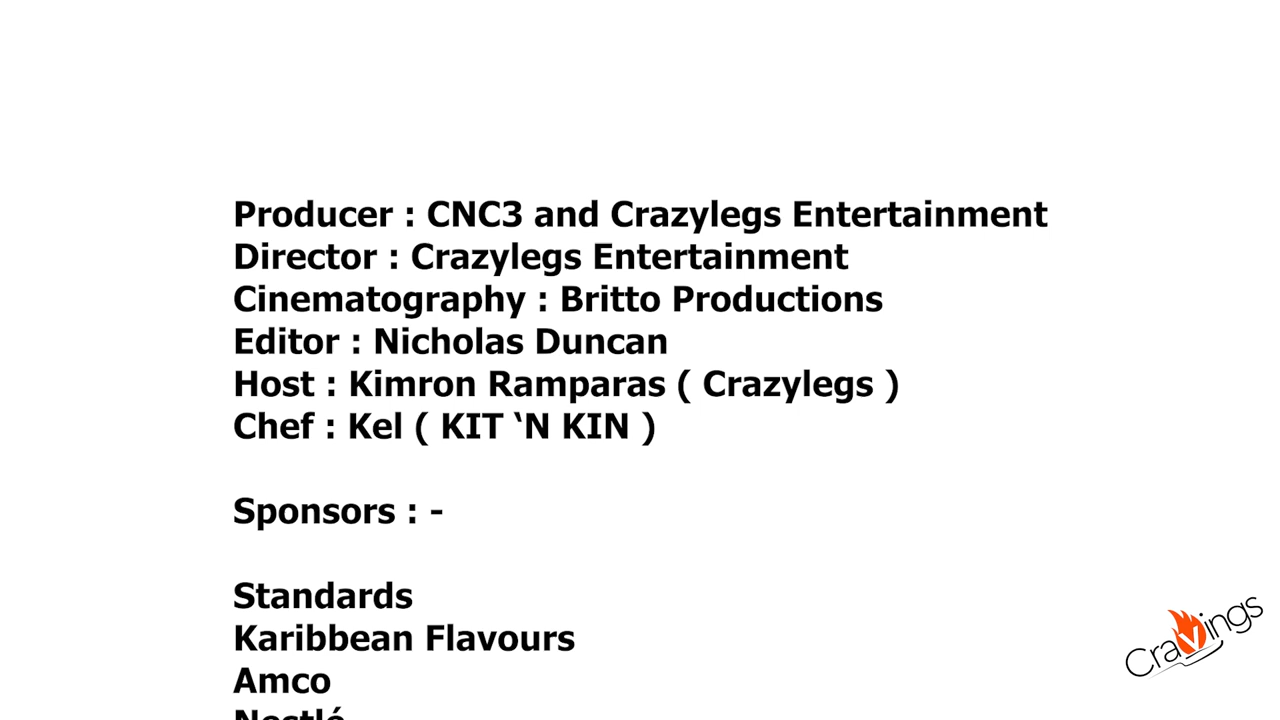 Producer : CNC3 and Crazylegs Entertainment
Director : Crazylegs Entertainment
Cinematography : Britto Productions
Editor : Nicholas Duncan
Host : Kimron Ramparas ( Crazylegs )
Chef : Kel ( KIT ‘N KIN )
Sponsors : -
Standards
Karibbean Flavours
Amco
Nestlé
Cravings